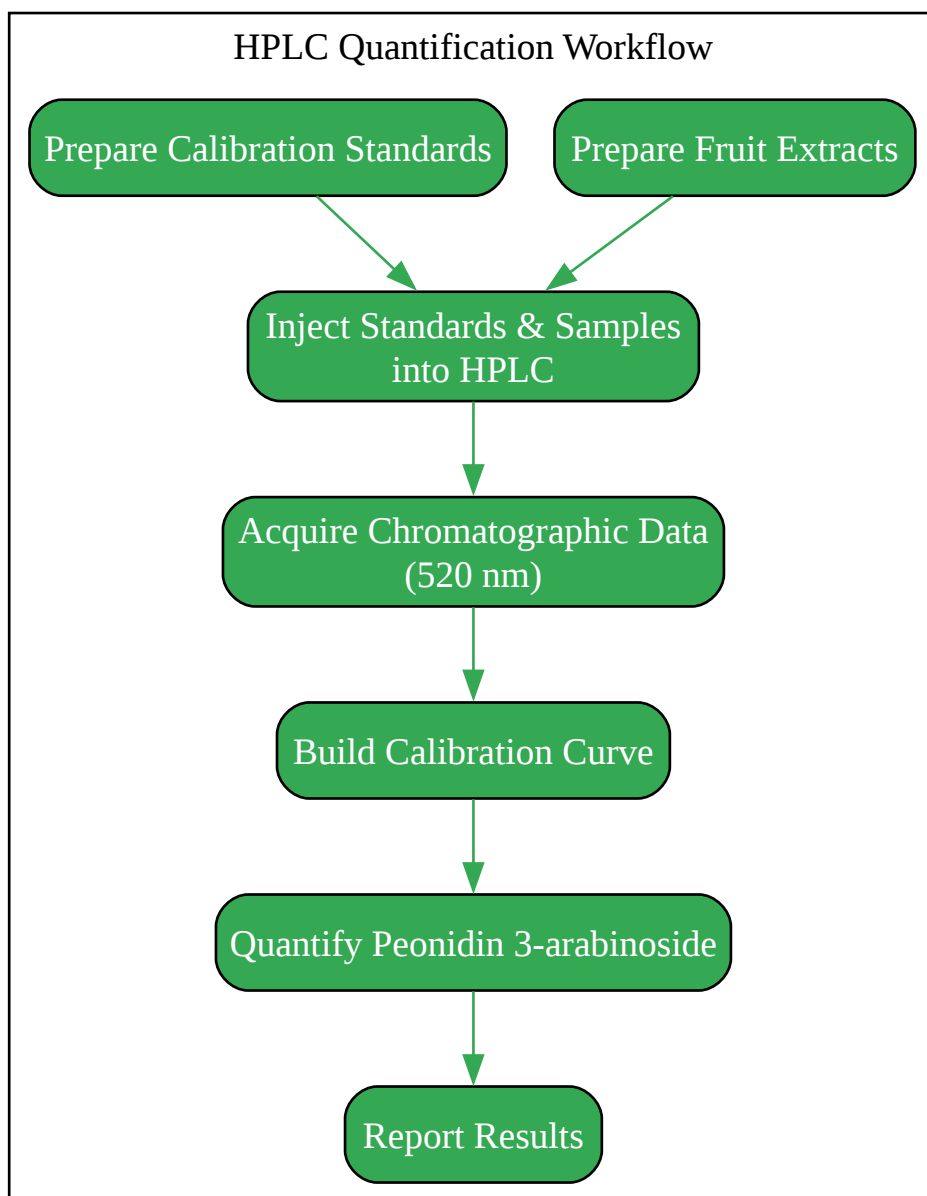 HPLC Quantification Workflow
Prepare Calibration Standards
Prepare Fruit Extracts
Inject Standards & Samples
into HPLC
Acquire Chromatographic Data
(520 nm)
Build Calibration Curve
Quantify Peonidin 3-arabinoside
Report Results